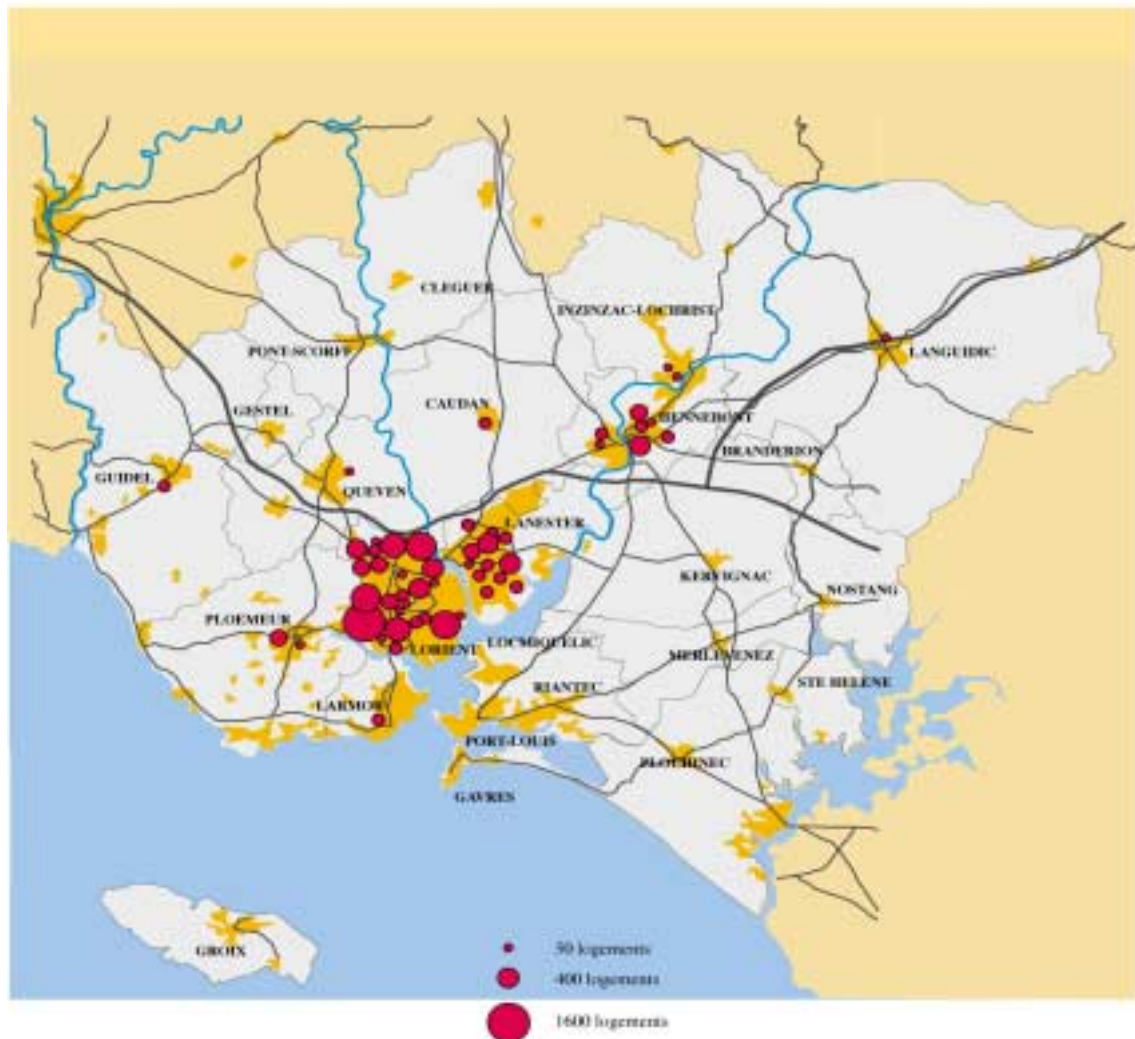 CLEGUER
INZINZAC-LOCHRIST
PONT-SCORFF
LANGUIDIC
CAUDAN
GESTEL
HENNEBONT
BRANDERION
GUIDEL
QUEVEN
LANESTER
KERVIGNAC
NOSTANG
PLOEMEUR
LORIENT
LOCMIQUELIC
MERLEVENEZ
RIANTEC
STE HELENE
LARMOR
PORT-LOUIS
PLOUHINEC
GAVRES
GROIX
50 logements
400 logements
1600 logements